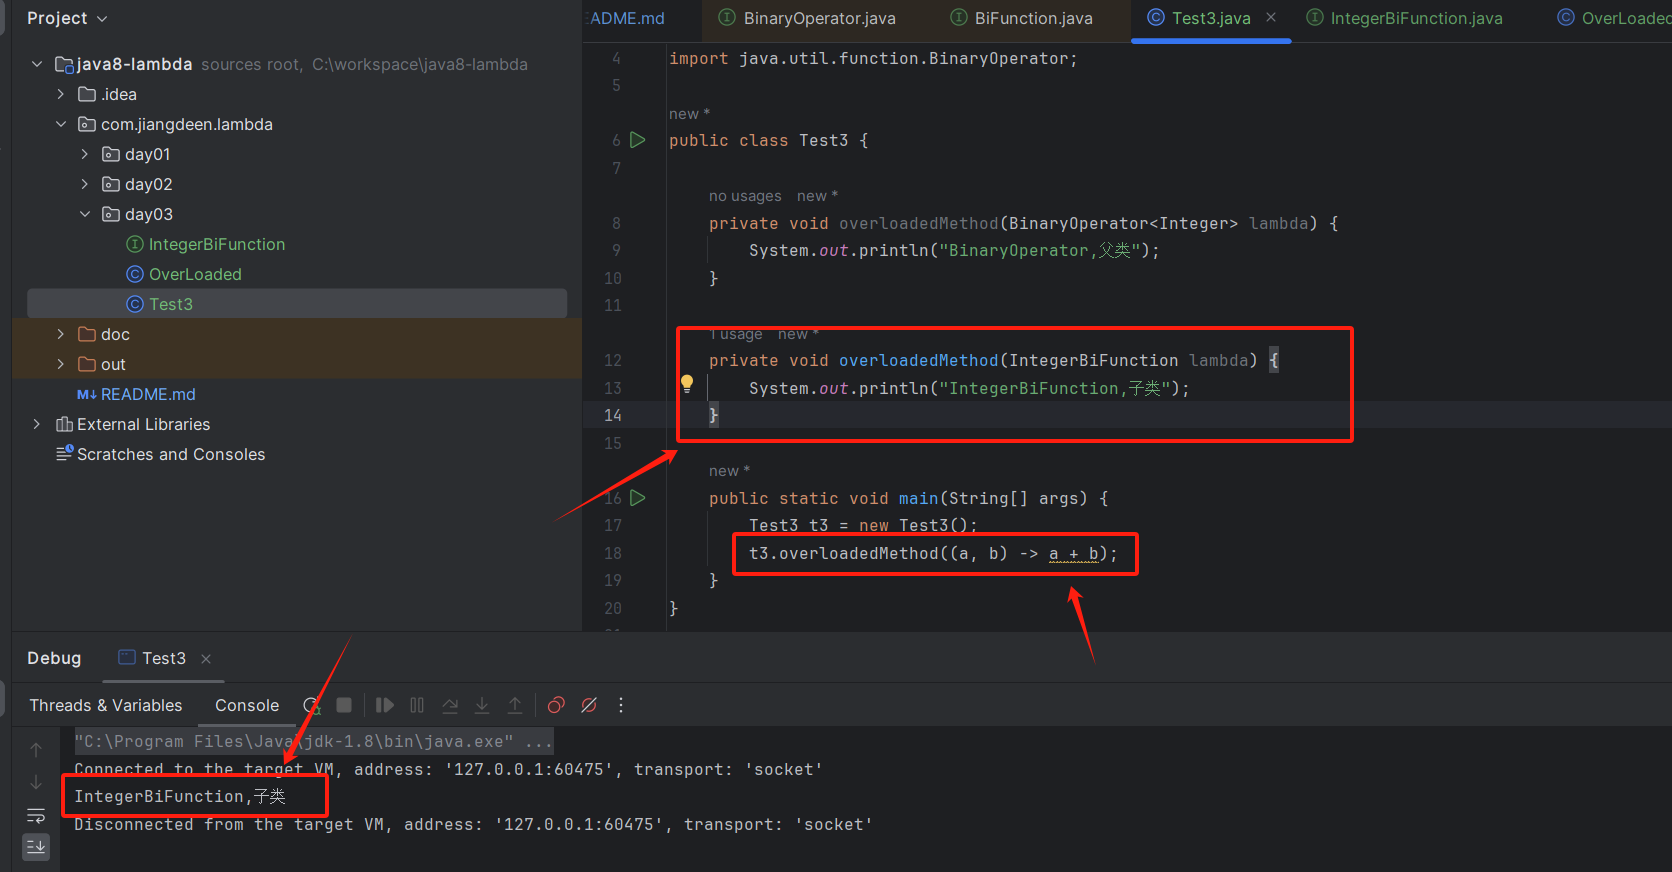 Project
java8-lambda sources root, C:\workspace\java8-lambda
.idea
com.jiangdeen.lambda
day01
day02
day03
IntegerBiFunction
OverLoaded
Test3
doc
out
M↓ README.md
External Libraries
Scratches and Consoles
ADME.md BinaryOperator.java BiFunction.java Test3.java IntegerBiFunction.java OverLoaded
4 import java.util.function.BinaryOperator;
5
new *
6 public class Test3 {
7
no usages new *
8 private void overloadedMethod(BinaryOperator<Integer> lambda) {
9 System.out.println("BinaryOperator,父类");
10 }
11
1 usage new *
12 private void overloadedMethod(IntegerBiFunction lambda) {
13 System.out.println("IntegerBiFunction,子类");
14 }
15
new *
16 public static void main(String[] args) {
17 Test3 t3 = new Test3();
18 t3.overloadedMethod((a, b) -> a + b);
19 }
20 }
Debug Test3
Threads & Variables Console
"C:\Program Files\Java\jdk-1.8\bin\java.exe" ...
Connected to the target VM, address: '127.0.0.1:60475', transport: 'socket'
IntegerBiFunction,子类
Disconnected from the target VM, address: '127.0.0.1:60475', transport: 'socket'